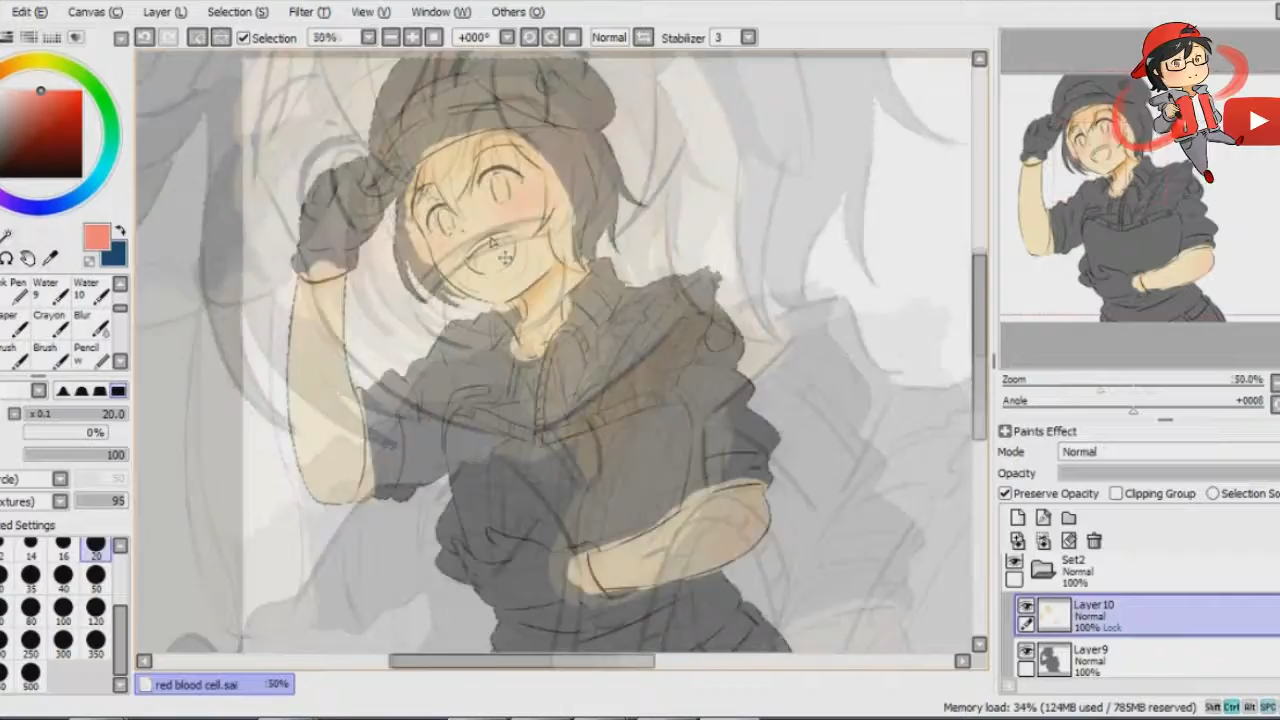 Edit (E) Canvas (C) Layer (L) Selection (S) Filter (T) View (V) Window (W) Others (O)
Selection 50% +000° Normal Stabilizer 3
Pen Water 9 Water 10
Crayon Blur
Brush Pencil
x 0.1 20.0
0%
100
50
95
Settings
14 16 20
35 40 50
80 100 120
250 300 350
500
Zoom 50.0%
Angle +000
Paints Effect
Mode Normal
Opacity
Preserve Opacity Clipping Group Selection
Set2
Normal
100%
Layer10
Normal
100% Lock
Layer9
Normal
100%
red blood cell.sai 50%
Memory load: 34% (124MB used / 785MB reserved) Shift Ctrl Alt SPC